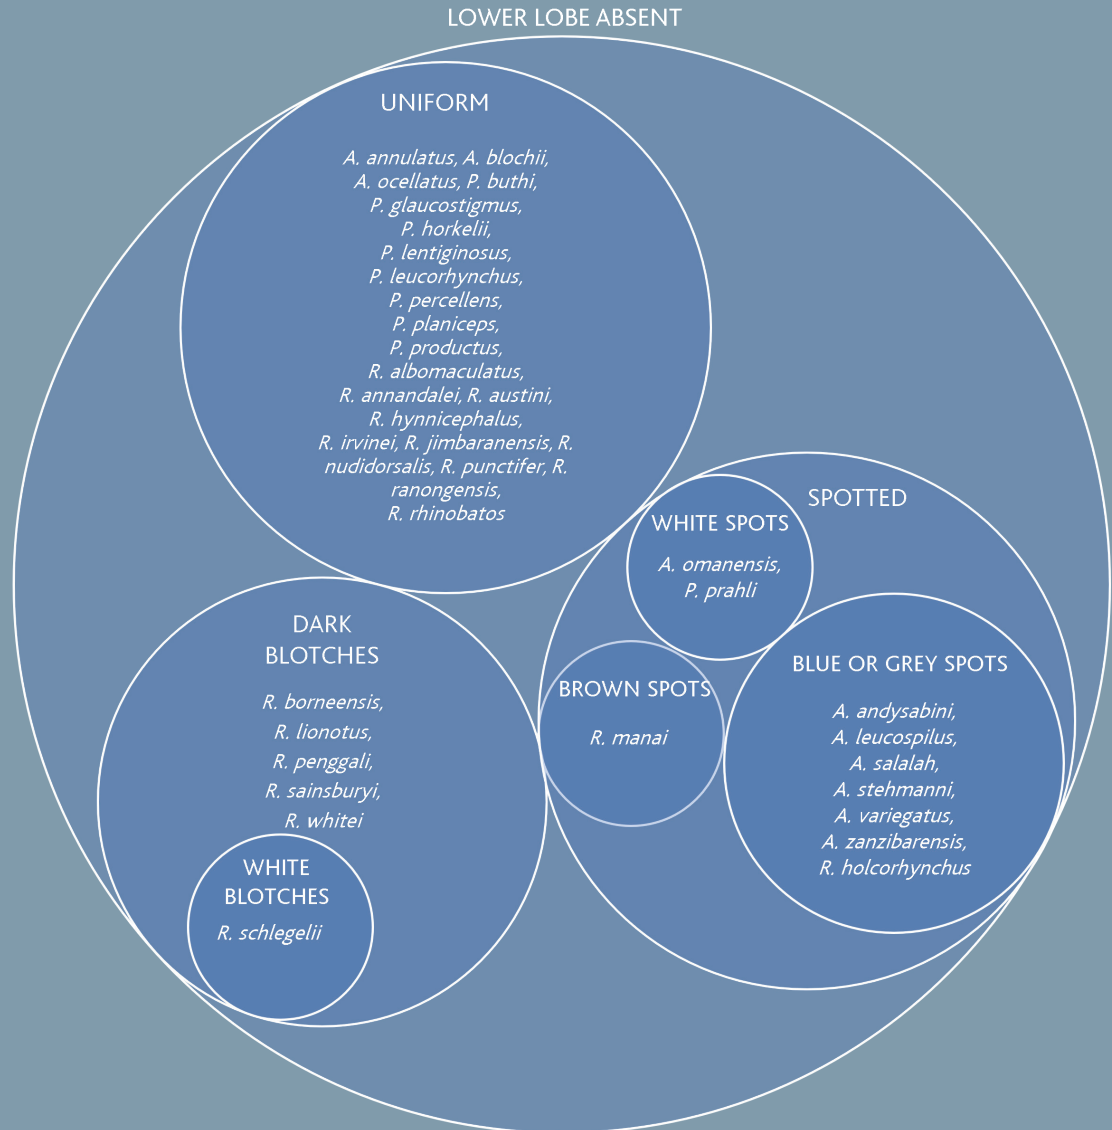 LOWER LOBE ABSENT
UNIFORM
A. annulatus, A. blochii,
A. ocellatus, P. buthi,
P. glaucostigmus,
P. horkelii,
P. lentiginosus,
P. leucorhynchus,
P. percellens,
P. planiceps,
P. productus,
R. albomaculatus,
R. annandalei, R. austini,
R. hynnicephalus,
R. irvinei, R. jimbaranensis, R.
nudidorsalis, R. punctifer, R.
ranongensis,
R. rhinobatos
SPOTTED
WHITE SPOTS
A. omanensis,
P. prahli
BROWN SPOTS
R. manai
BLUE OR GREY SPOTS
A. andysabini,
A. leucospilus,
A. salalah,
A. stehmanni,
A. variegatus,
A. zanzibarensis,
R. holcorhynchus
DARK
BLOTCHES
R. borneensis,
R. lionotus,
R. penggali,
R. sainsburyi,
R. whitei
WHITE
BLOTCHES
R. schlegelii